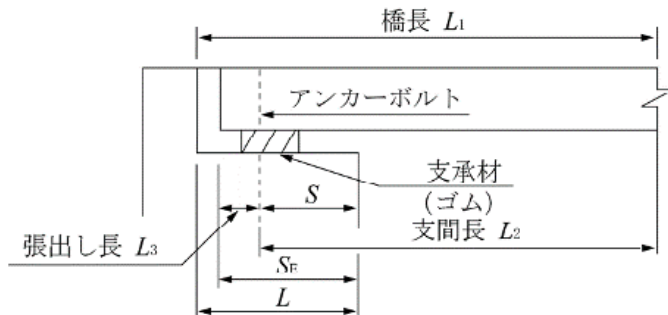 橋長 L₁
アンカーボルト
支承材
(ゴム)
S
支間長 L₂
張出し長 L₃
Sᴇ
L